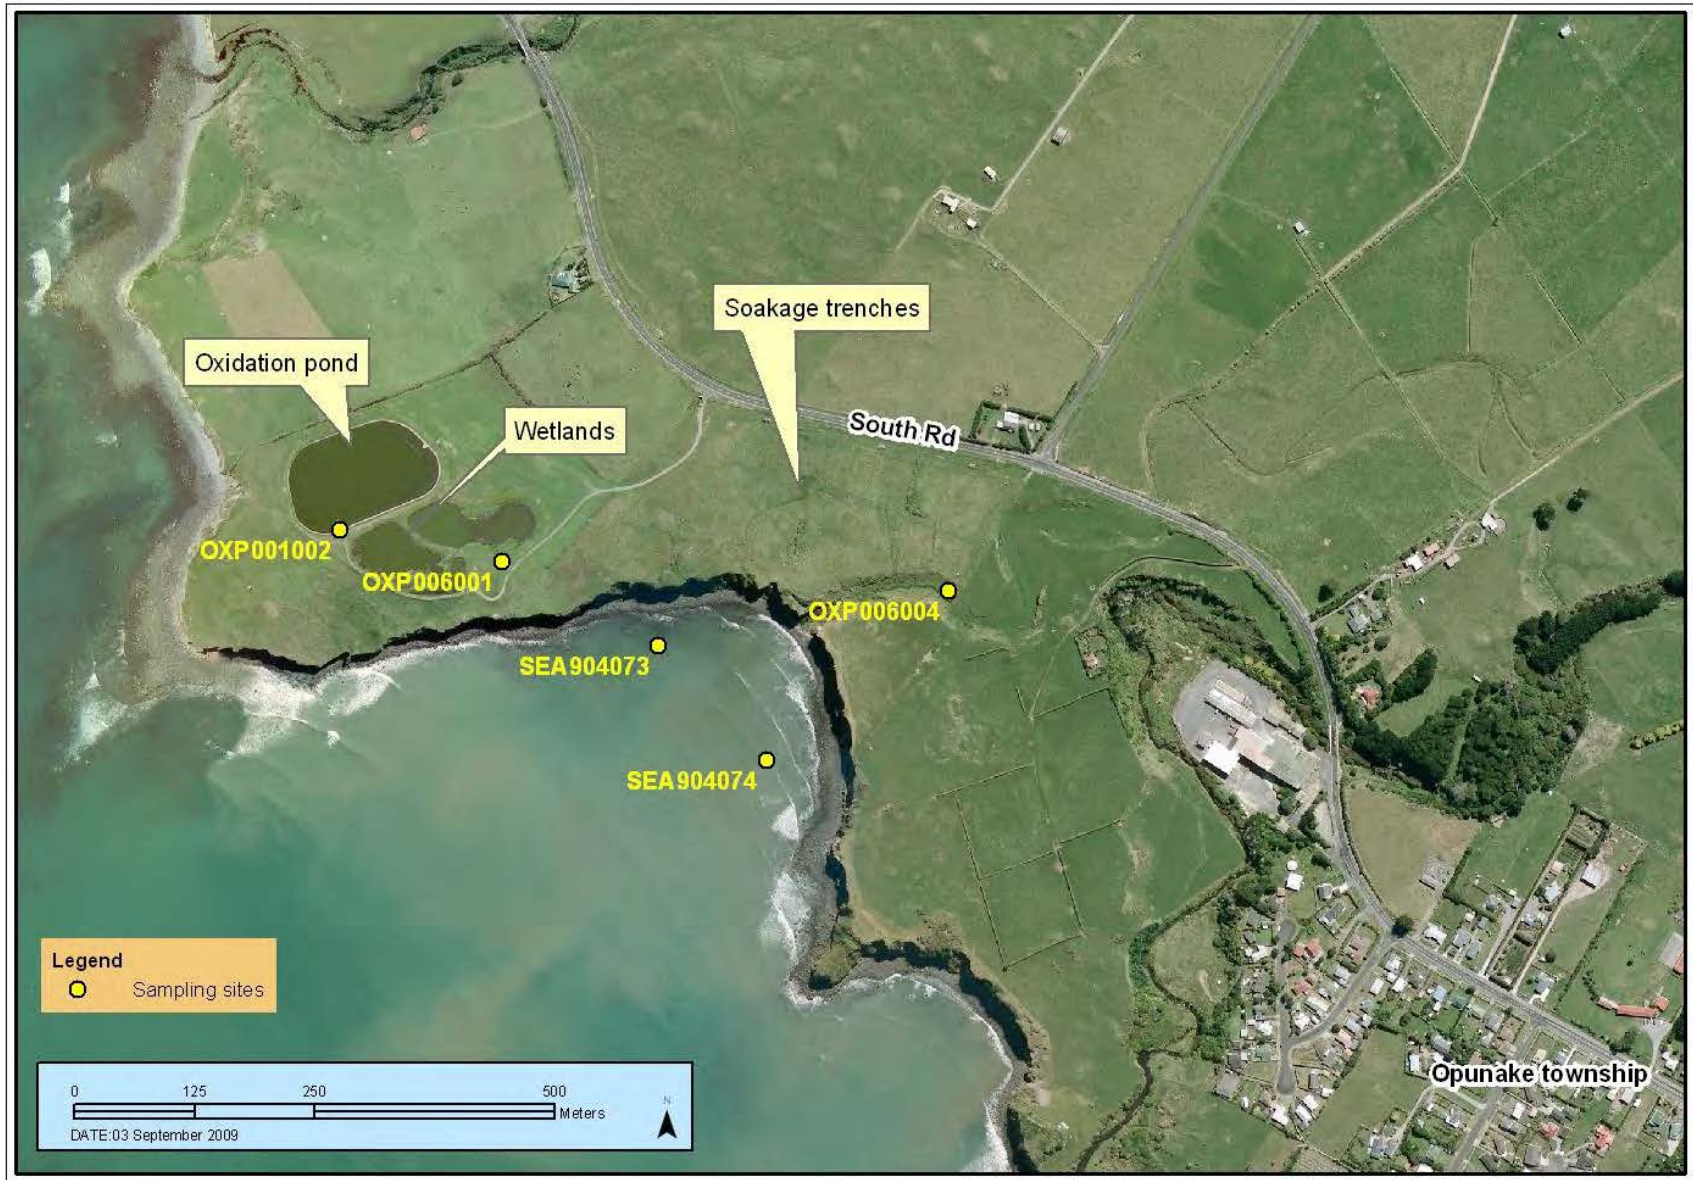 Soakage trenches
Oxidation pond
Wetlands
South Rd
OXP001002
OXP006001
OXP006004
SEA904073
SEA904074
Legend
Sampling sites
0 125 250 500
Meters
N
DATE:03 September 2009
Opunake township